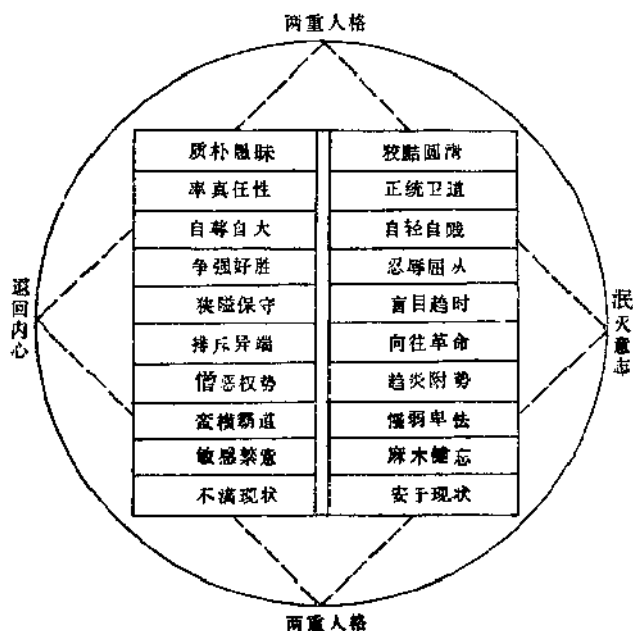 两重人格
质朴愚昧 狡黠圆滑
率真任性 正统卫道
自尊自大 自轻自贱
争强好胜 忍辱屈从
狭隘保守 盲目趋时
排斥异端 向往革命
僧恶权势 趋炎附势
蛮横霸道 懦弱卑怯
敏感禁忌 麻木健忘
不满现状 安于现状
退回内心
泯灭意志
两重人格